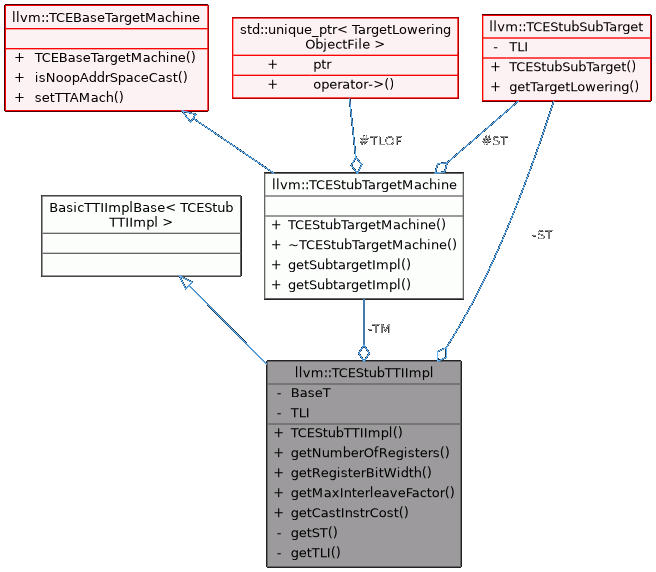 llvm::TCEBaseTargetMachine
+ TCEBaseTargetMachine()
+ isNoopAddrSpaceCast()
+ setTTAMach()
std::unique_ptr< TargetLowering
ObjectFile >
+ ptr
+ operator->()
llvm::TCEStubSubTarget
- TLI
+ TCEStubSubTarget()
+ getTargetLowering()
#TLOF
#ST
llvm::TCEStubTargetMachine
+ TCEStubTargetMachine()
+ ~TCEStubTargetMachine()
+ getSubtargetImpl()
+ getSubtargetImpl()
BasicTTIImplBase< TCEStub
TTIImpl >
-ST
-TM
llvm::TCEStubTTIImpl
- BaseT
- TLI
+ TCEStubTTIImpl()
+ getNumberOfRegisters()
+ getRegisterBitWidth()
+ getMaxInterleaveFactor()
+ getCastInstrCost()
- getST()
- getTLI()